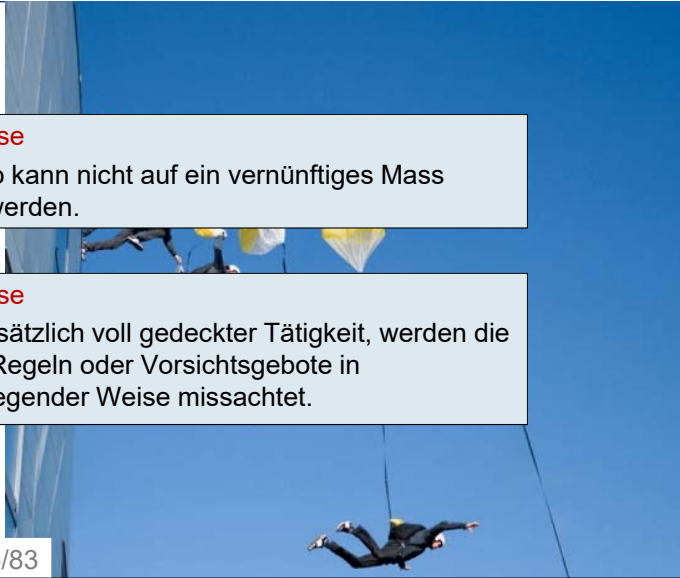 se
kann nicht auf ein vernünftiges Mass
werden.
se
sätzlich voll gedeckter Tätigkeit, werden die
Regeln oder Vorsichtsgebote in
egender Weise missachtet.
/83